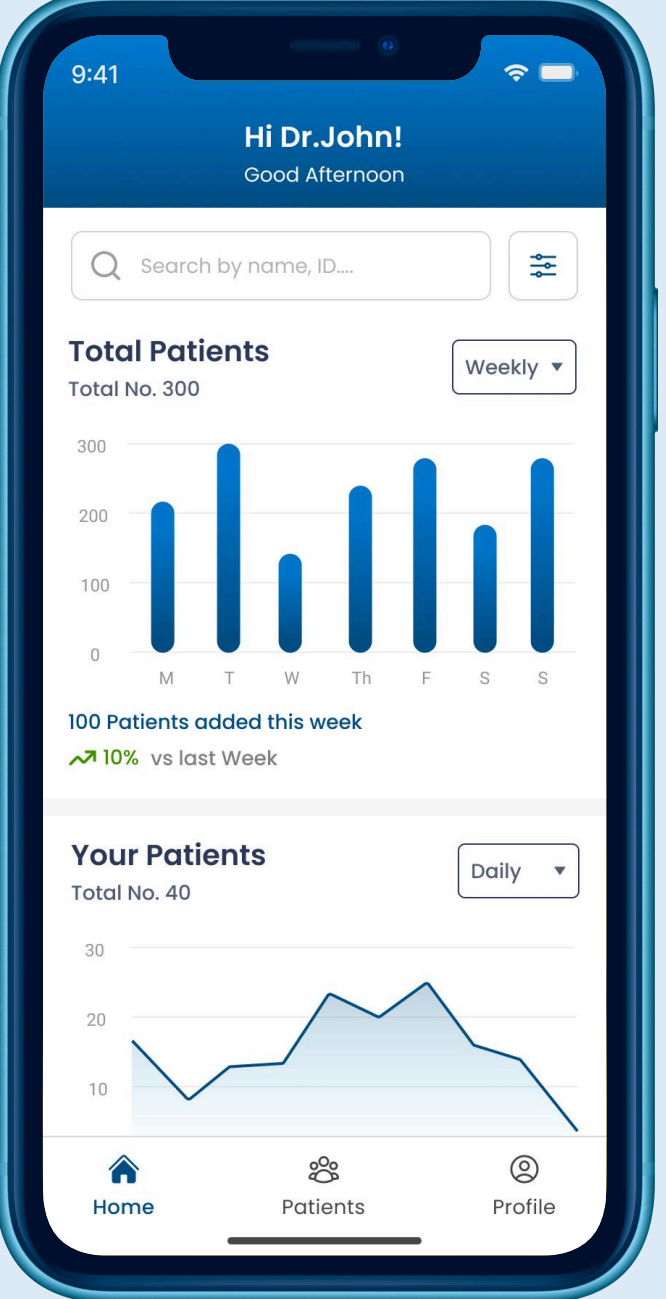 9:41
Hi Dr.John!
Good Afternoon
Search by name, ID....
Total Patients
Weekly
Total No. 300
300
200
100
0
M T W Th F S S
100 Patients added this week
10% vs last Week
Your Patients
Daily
Total No. 40
30
20
10
Home Patients Profile